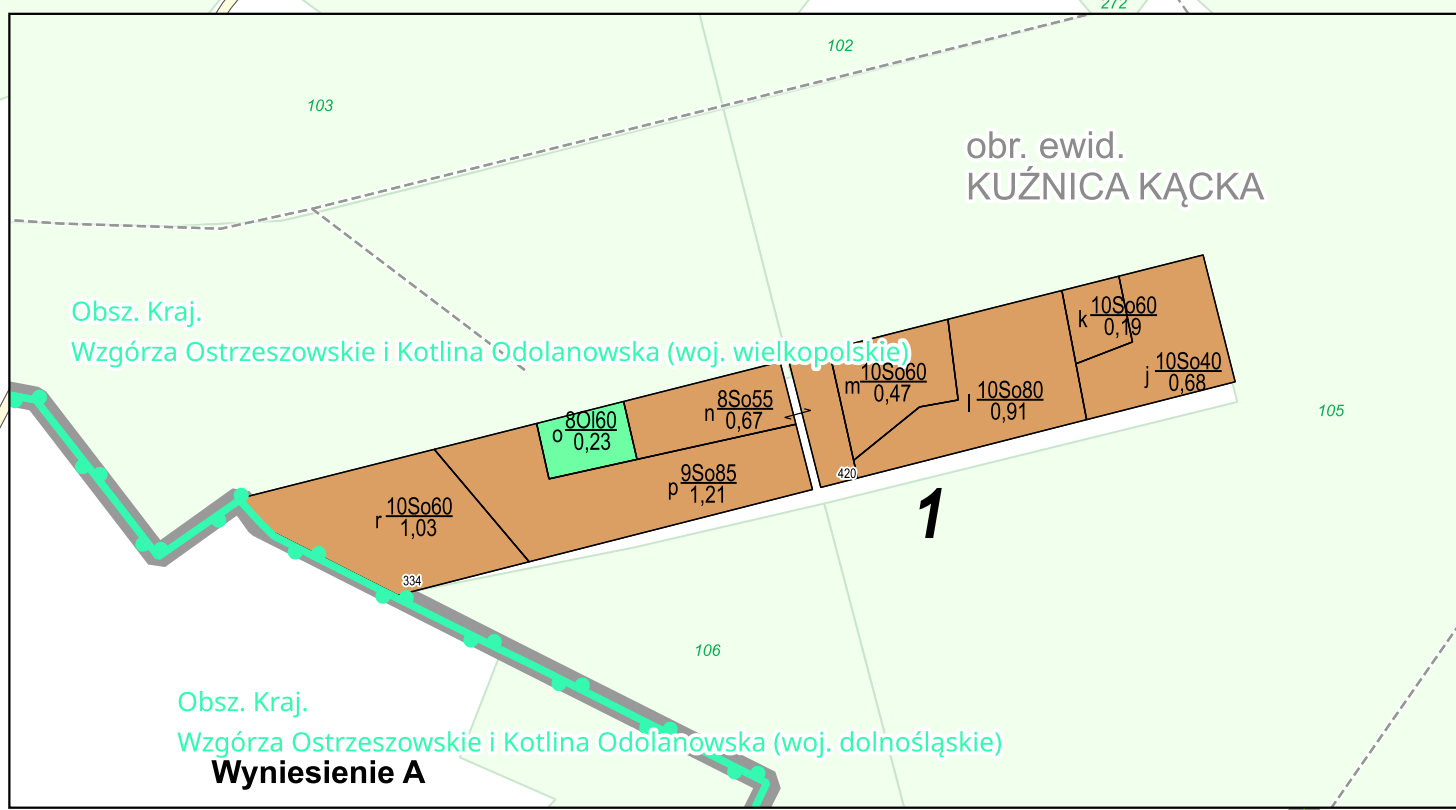 272
102
103
obr. ewid.
KUŹNICA KĄCKA
Obsz. Kraj.
Wzgórza Ostrzeszowskie i Kotlina Odolanowska (woj. wielkopolskie)
k 10So60
0,19
j 10So40
0,68
m 10So60
0,47
l 10So80
0,91
n 8So55
0,67
o 8Ol60
0,23
105
p 9So85
1,21
420
r 10So60
1,03
1
334
106
Obsz. Kraj.
Wzgórza Ostrzeszowskie i Kotlina Odolanowska (woj. dolnośląskie)
Wyniesienie A